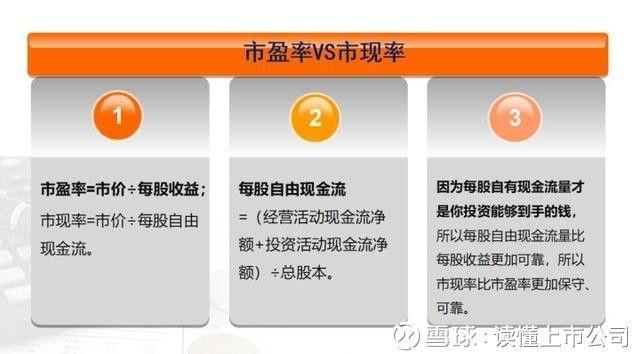 市盈率VS市现率
1
市盈率=市价÷每股收益；
市现率=市价÷每股自由
现金流。
2
每股自由现金流
=（经营活动现金流净
额+投资活动现金流净
额）÷总股本。
3
因为每股自有现金流量才
是你投资能够到手的钱，
所以每股自由现金流量比
每股收益更加可靠，所以
市现率比市盈率更加保守、
可靠。
雪球：读懂上市公司